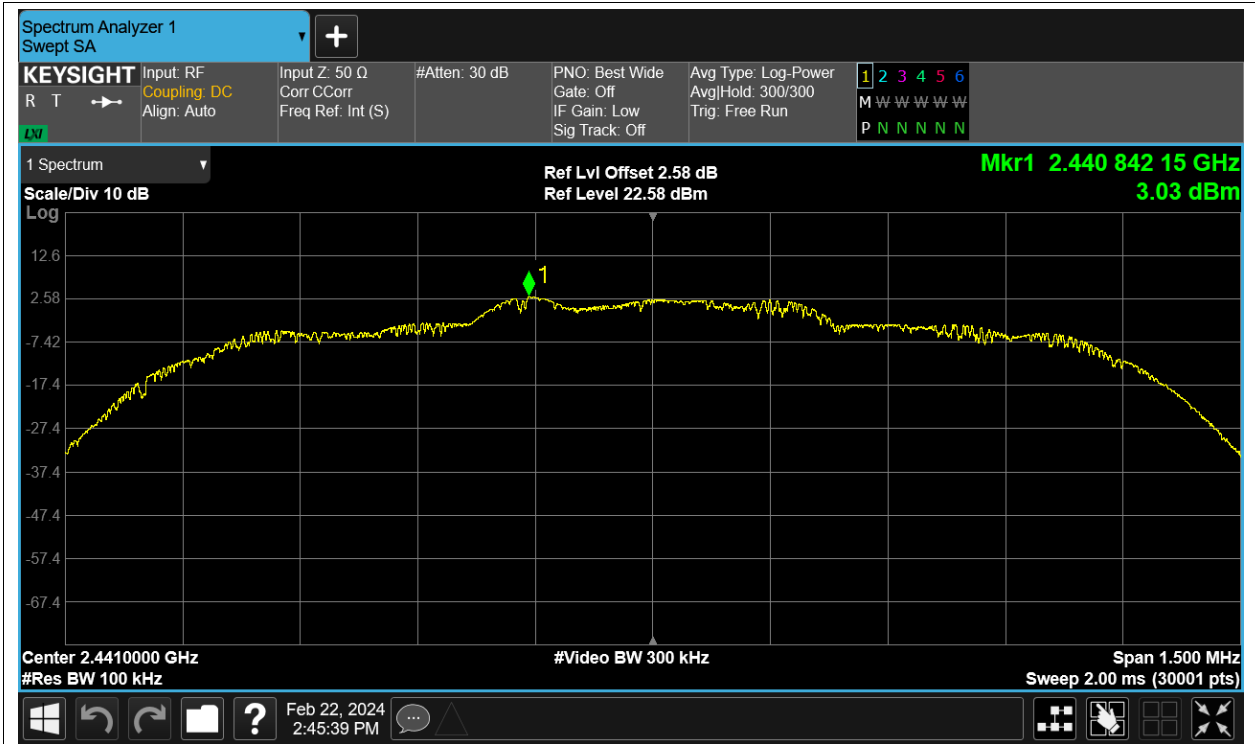 Spectrum Analyzer 1
Swept SA
KEYSIGHT
R T
LXI
Input: RF
Coupling: DC
Align: Auto
Input Z: 50 Ω
Corr CCorr
Freq Ref: Int (S)
#Atten: 30 dB
PNO: Best Wide
Gate: Off
IF Gain: Low
Sig Track: Off
Avg Type: Log-Power
Avg|Hold: 300/300
Trig: Free Run
1 2 3 4 5 6
M W W W W W
P N N N N N
1 Spectrum
Scale/Div 10 dB
Log
Ref Lvl Offset 2.58 dB
Ref Level 22.58 dBm
Mkr1 2.440 842 15 GHz
3.03 dBm
12.6
2.58
-7.42
-17.4
-27.4
-37.4
-47.4
-57.4
-67.4
1
Center 2.4410000 GHz
#Res BW 100 kHz
#Video BW 300 kHz
Span 1.500 MHz
Sweep 2.00 ms (30001 pts)
?
Feb 22, 2024
2:45:39 PM